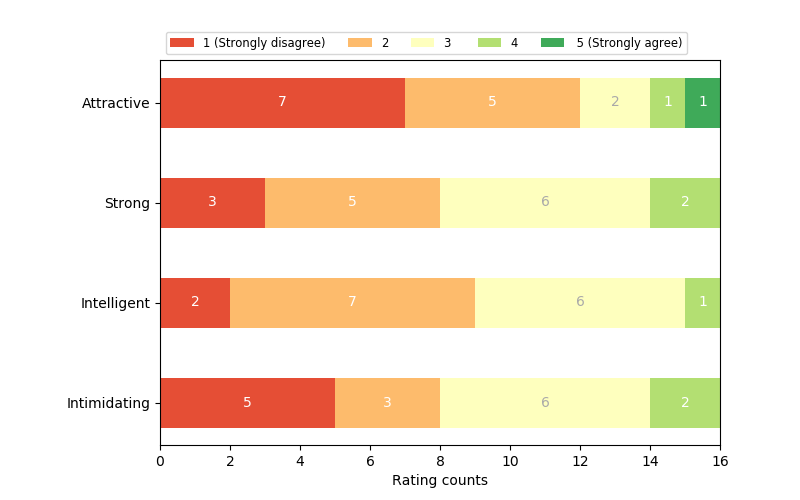 1 (Strongly disagree) 2 3 4 5 (Strongly agree)
Attractive 7 5 2 1 1
Strong 3 5 6 2
Intelligent 2 7 6 1
Intimidating 5 3 6 2
0 2 4 6 8 10 12 14 16
Rating counts